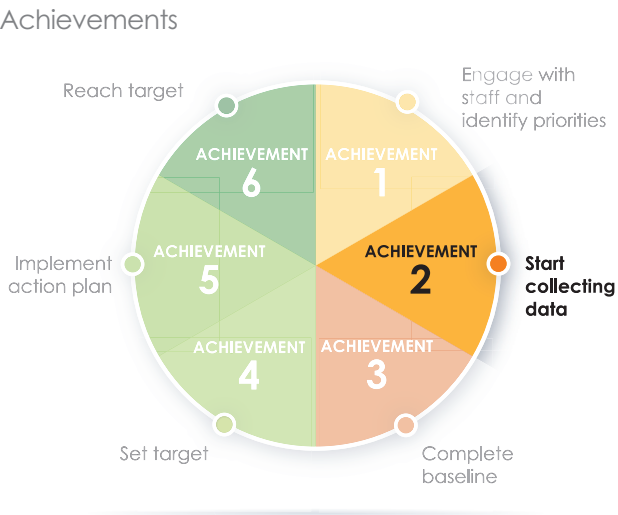 Achievements
Engage with
staff and
identify priorities
ACHIEVEMENT
1
Start
collecting
data
ACHIEVEMENT
2
Complete
baseline
ACHIEVEMENT
3
Set target
ACHIEVEMENT
4
Implement
action plan
ACHIEVEMENT
5
Reach target
ACHIEVEMENT
6